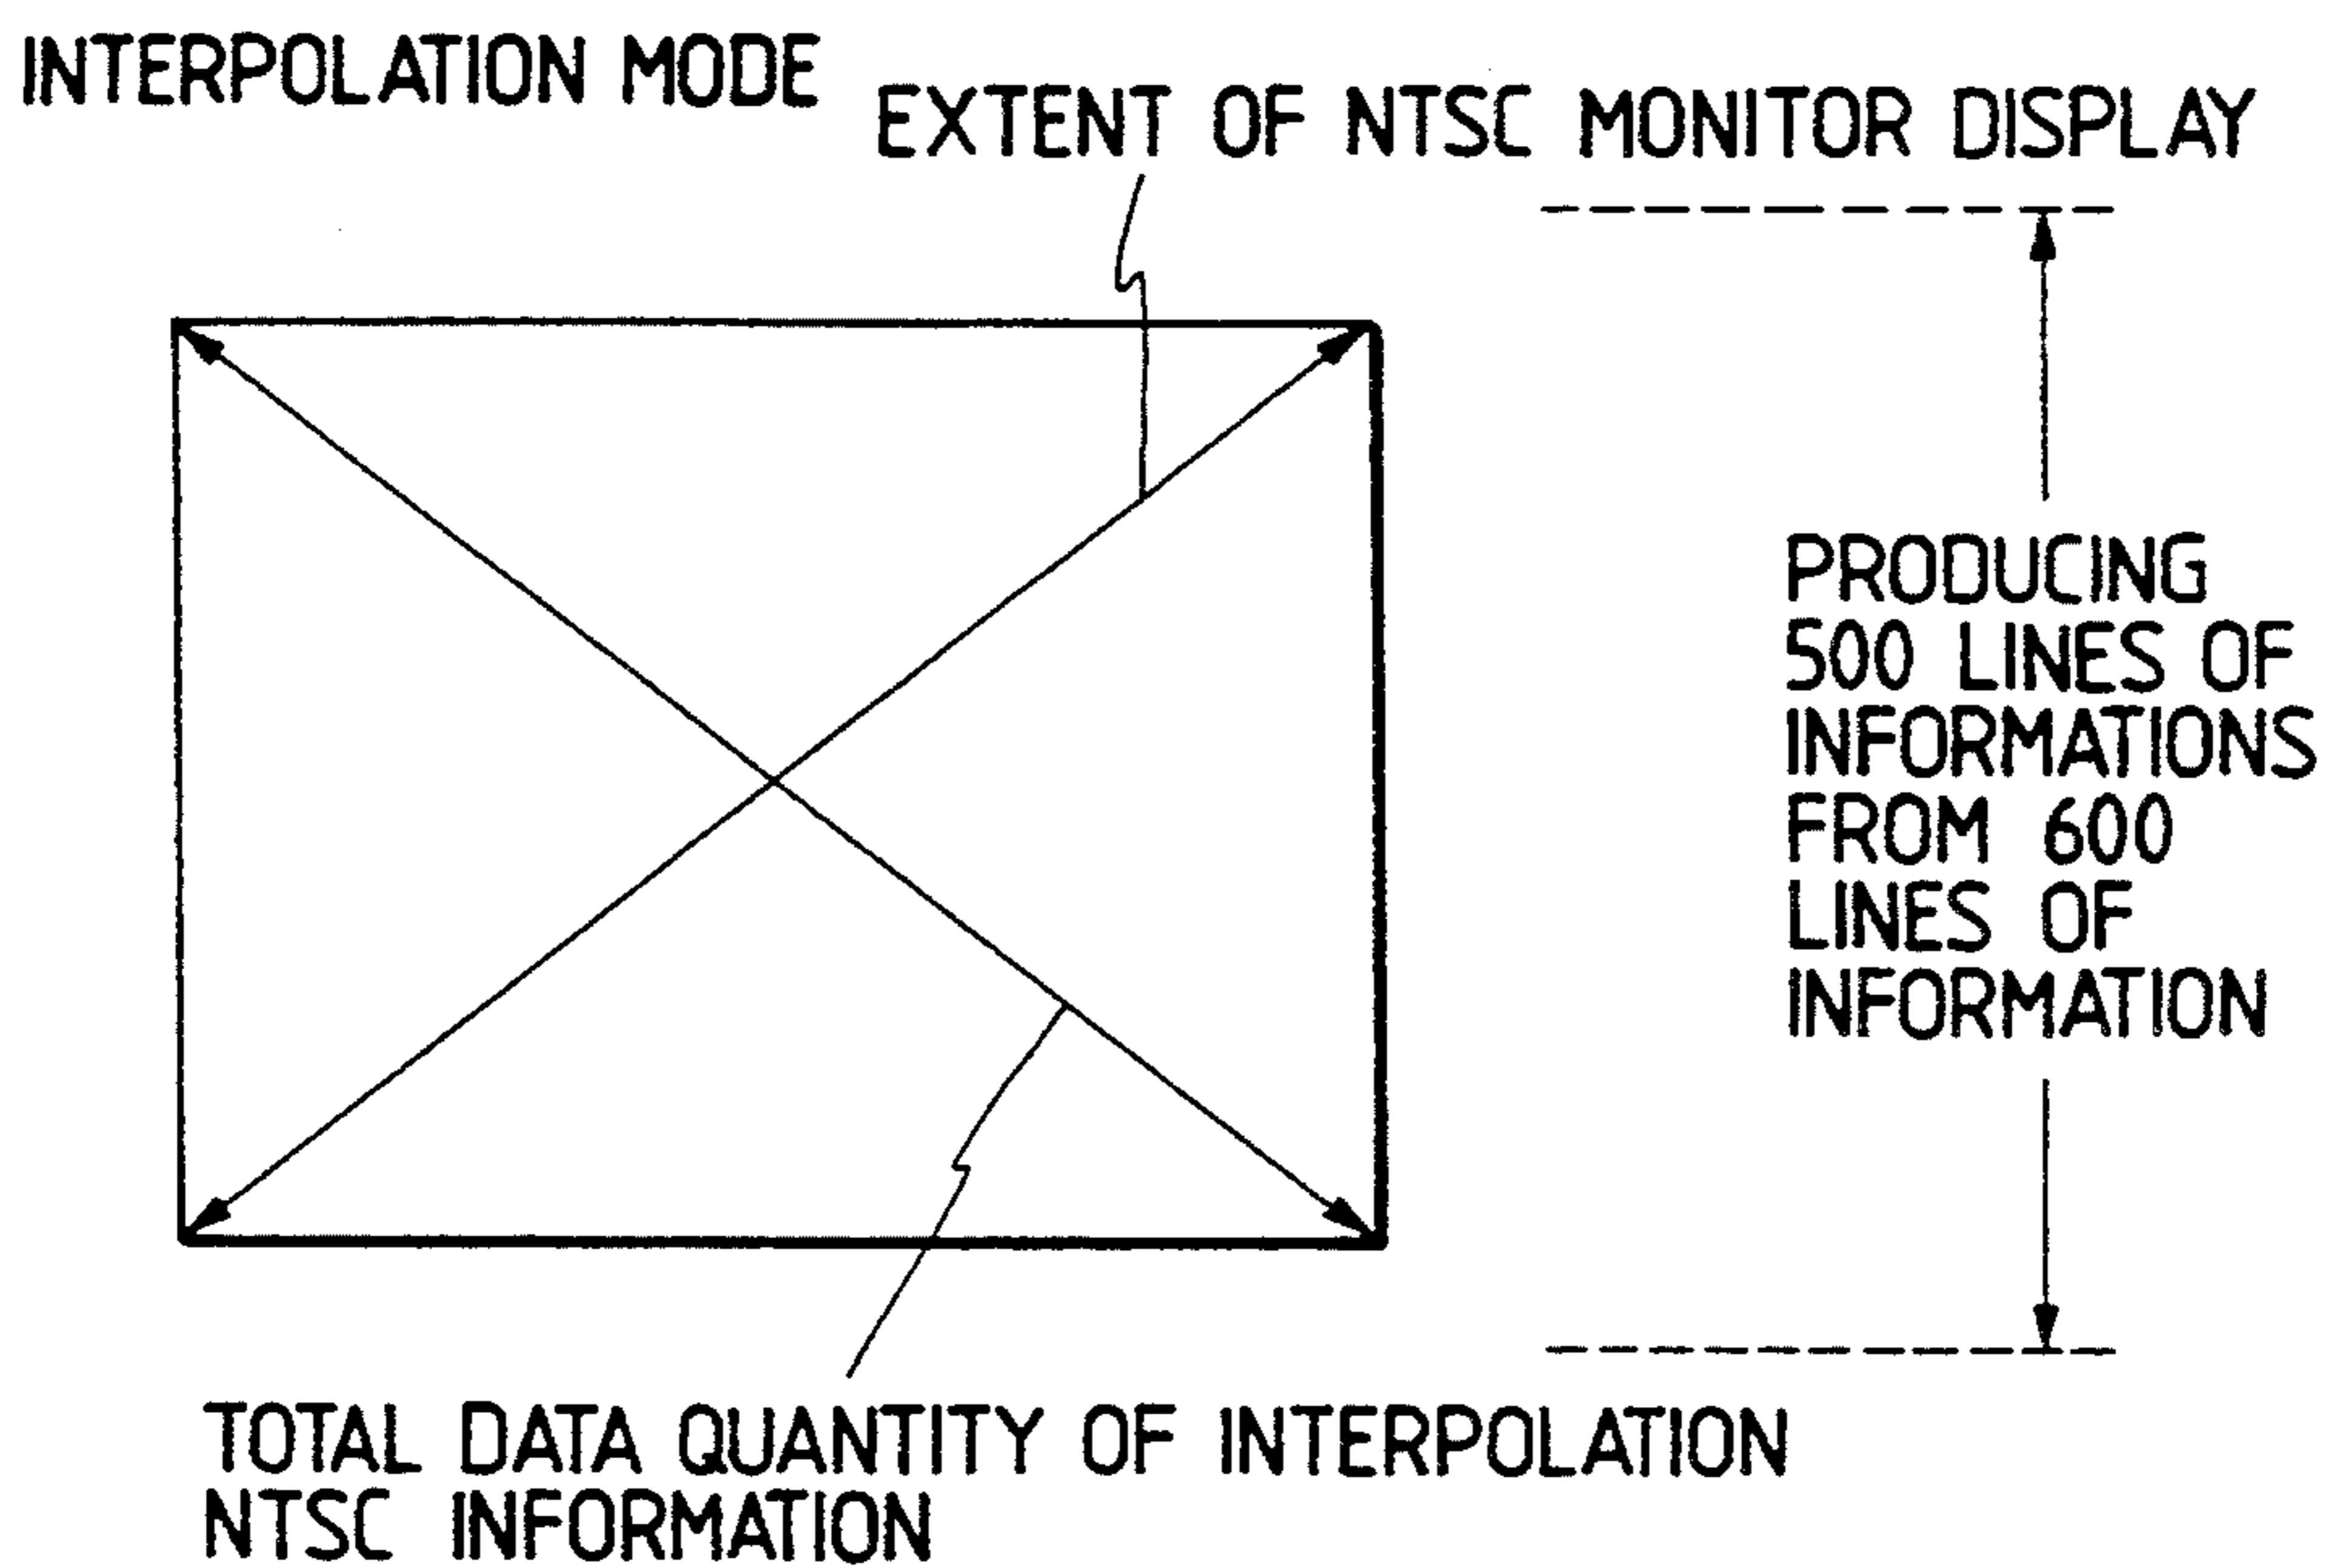 INTERPOLATION MODE
EXTENT OF NTSC MONITOR DISPLAY
PRODUCING
500 LINES OF
INFORMATIONS
FROM 600
LINES OF
INFORMATION
TOTAL DATA QUANTITY OF INTERPOLATION
NTSC INFORMATION